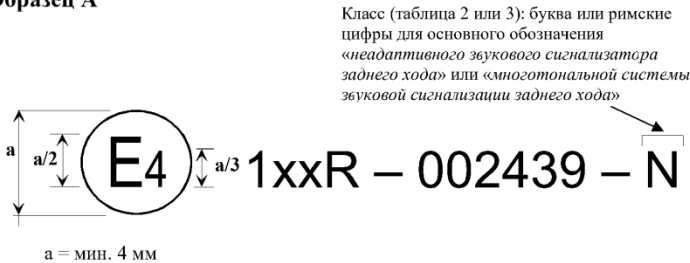 Образец A
Класс (таблица 2 или 3): буква или римские
цифры для основного обозначения
«неадаптивного звукового сигнализатора
заднего хода» или «многотональной системы
звуковой сигнализации заднего хода»
a
a/2
E4
a/3
1xxR – 002439 – N
a = мин. 4 мм